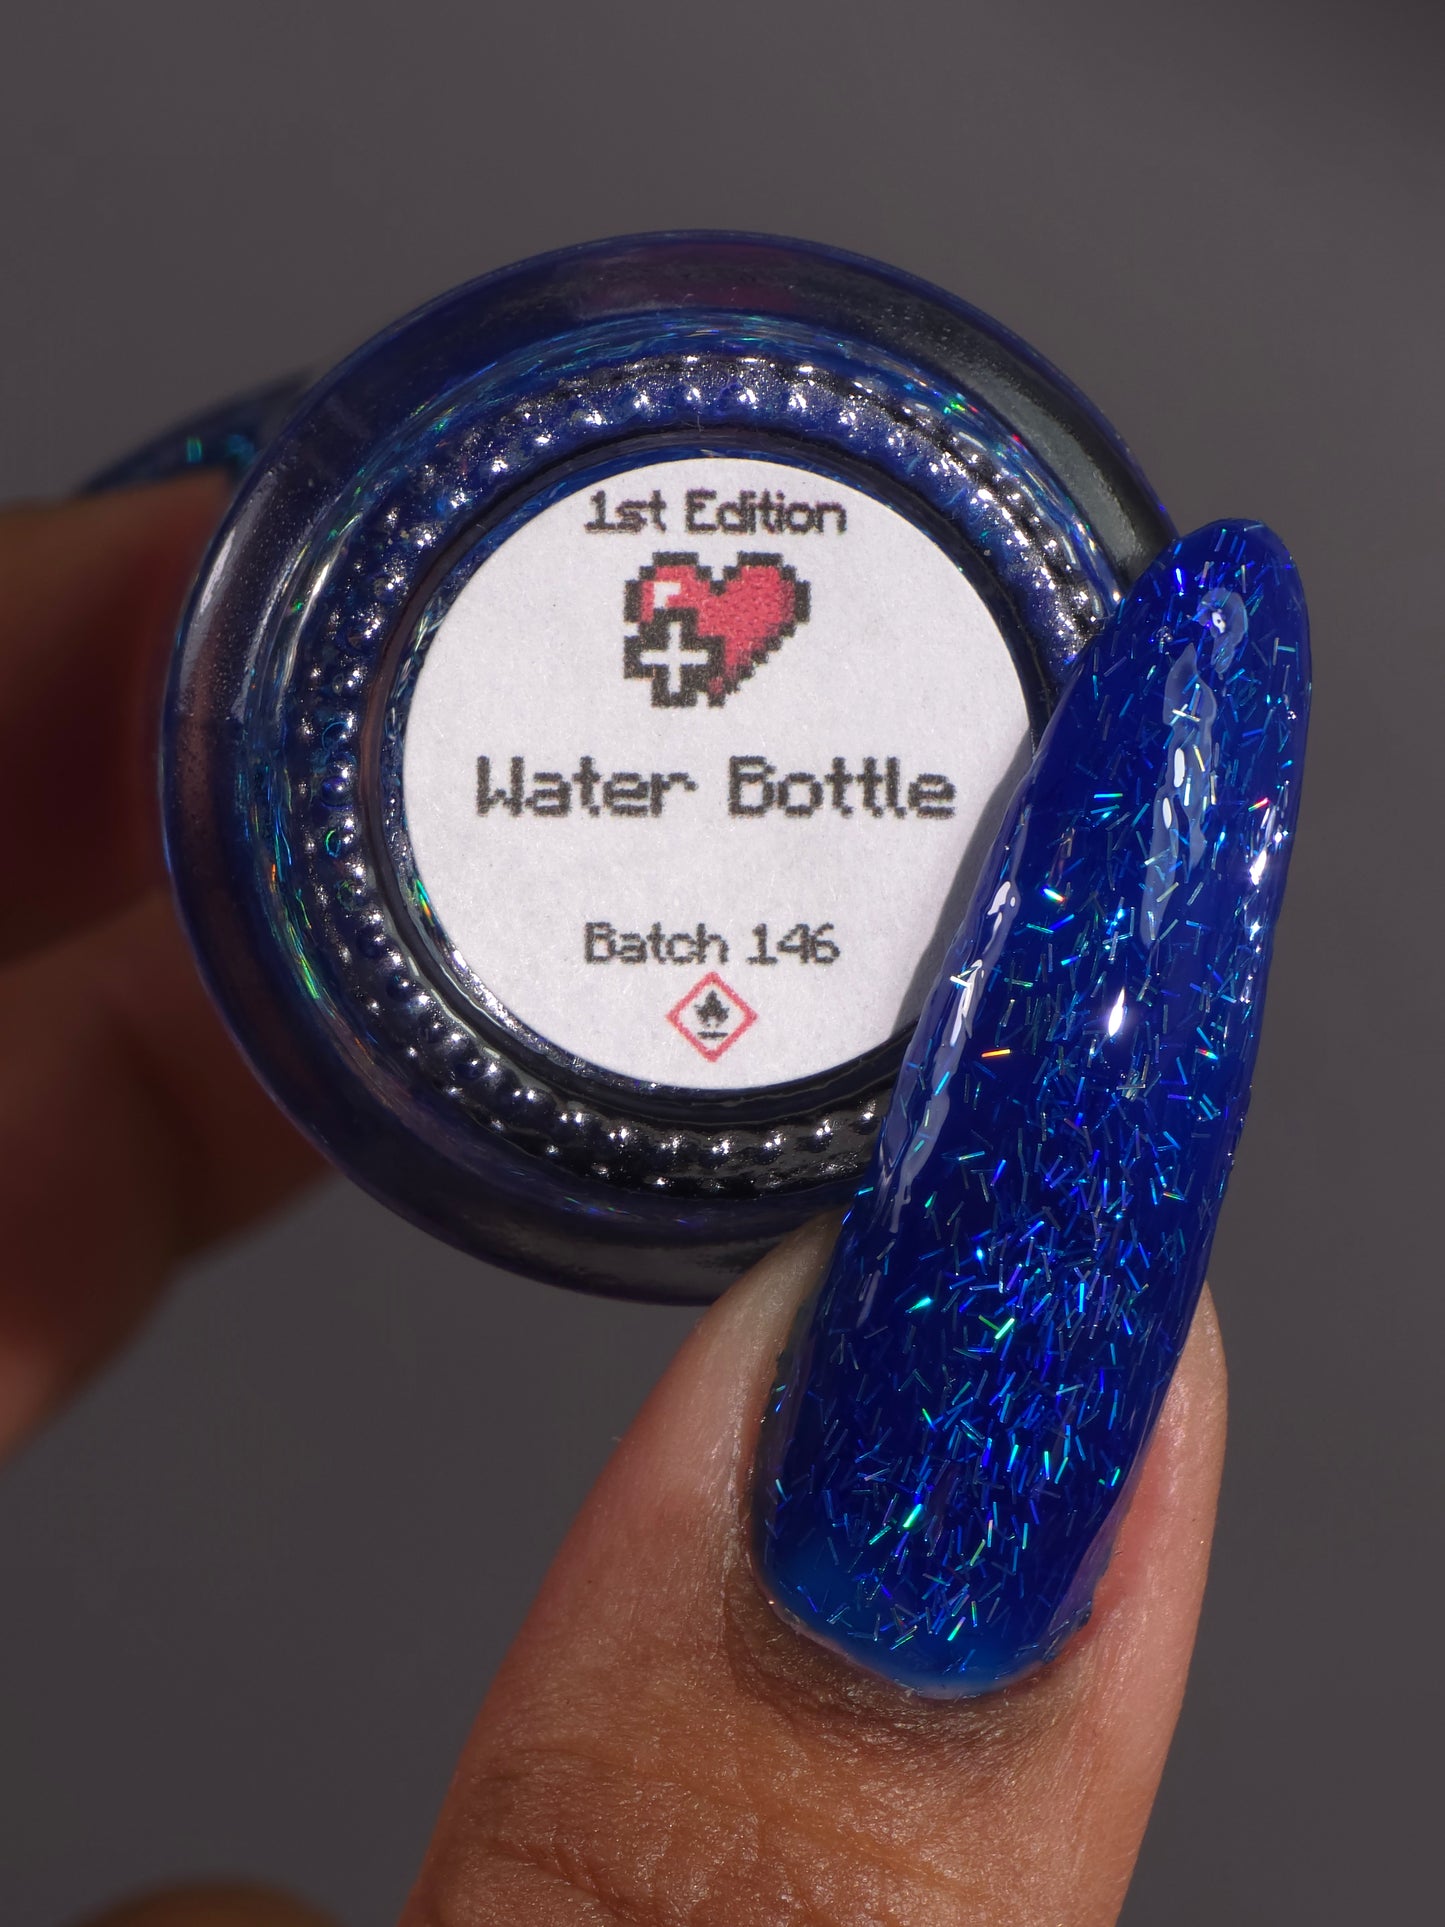 1st Edition
Water Bottle
Batch 146